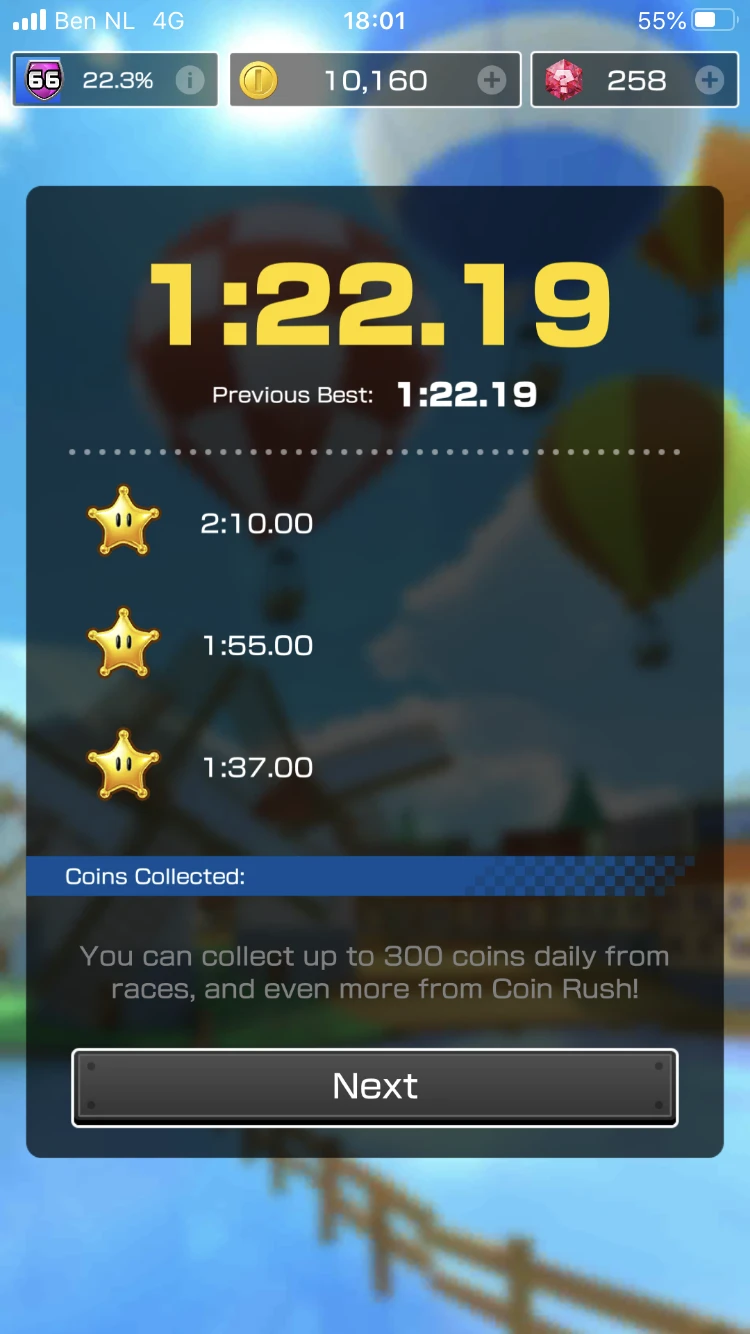 Ben NL 4G 18:01 55%
66 22.3% i 10,160 + 258 +
1:22.19
Previous Best: 1:22.19
2:10.00
1:55.00
1:37.00
Coins Collected:
You can collect up to 300 coins daily from
races, and even more from Coin Rush!
Next